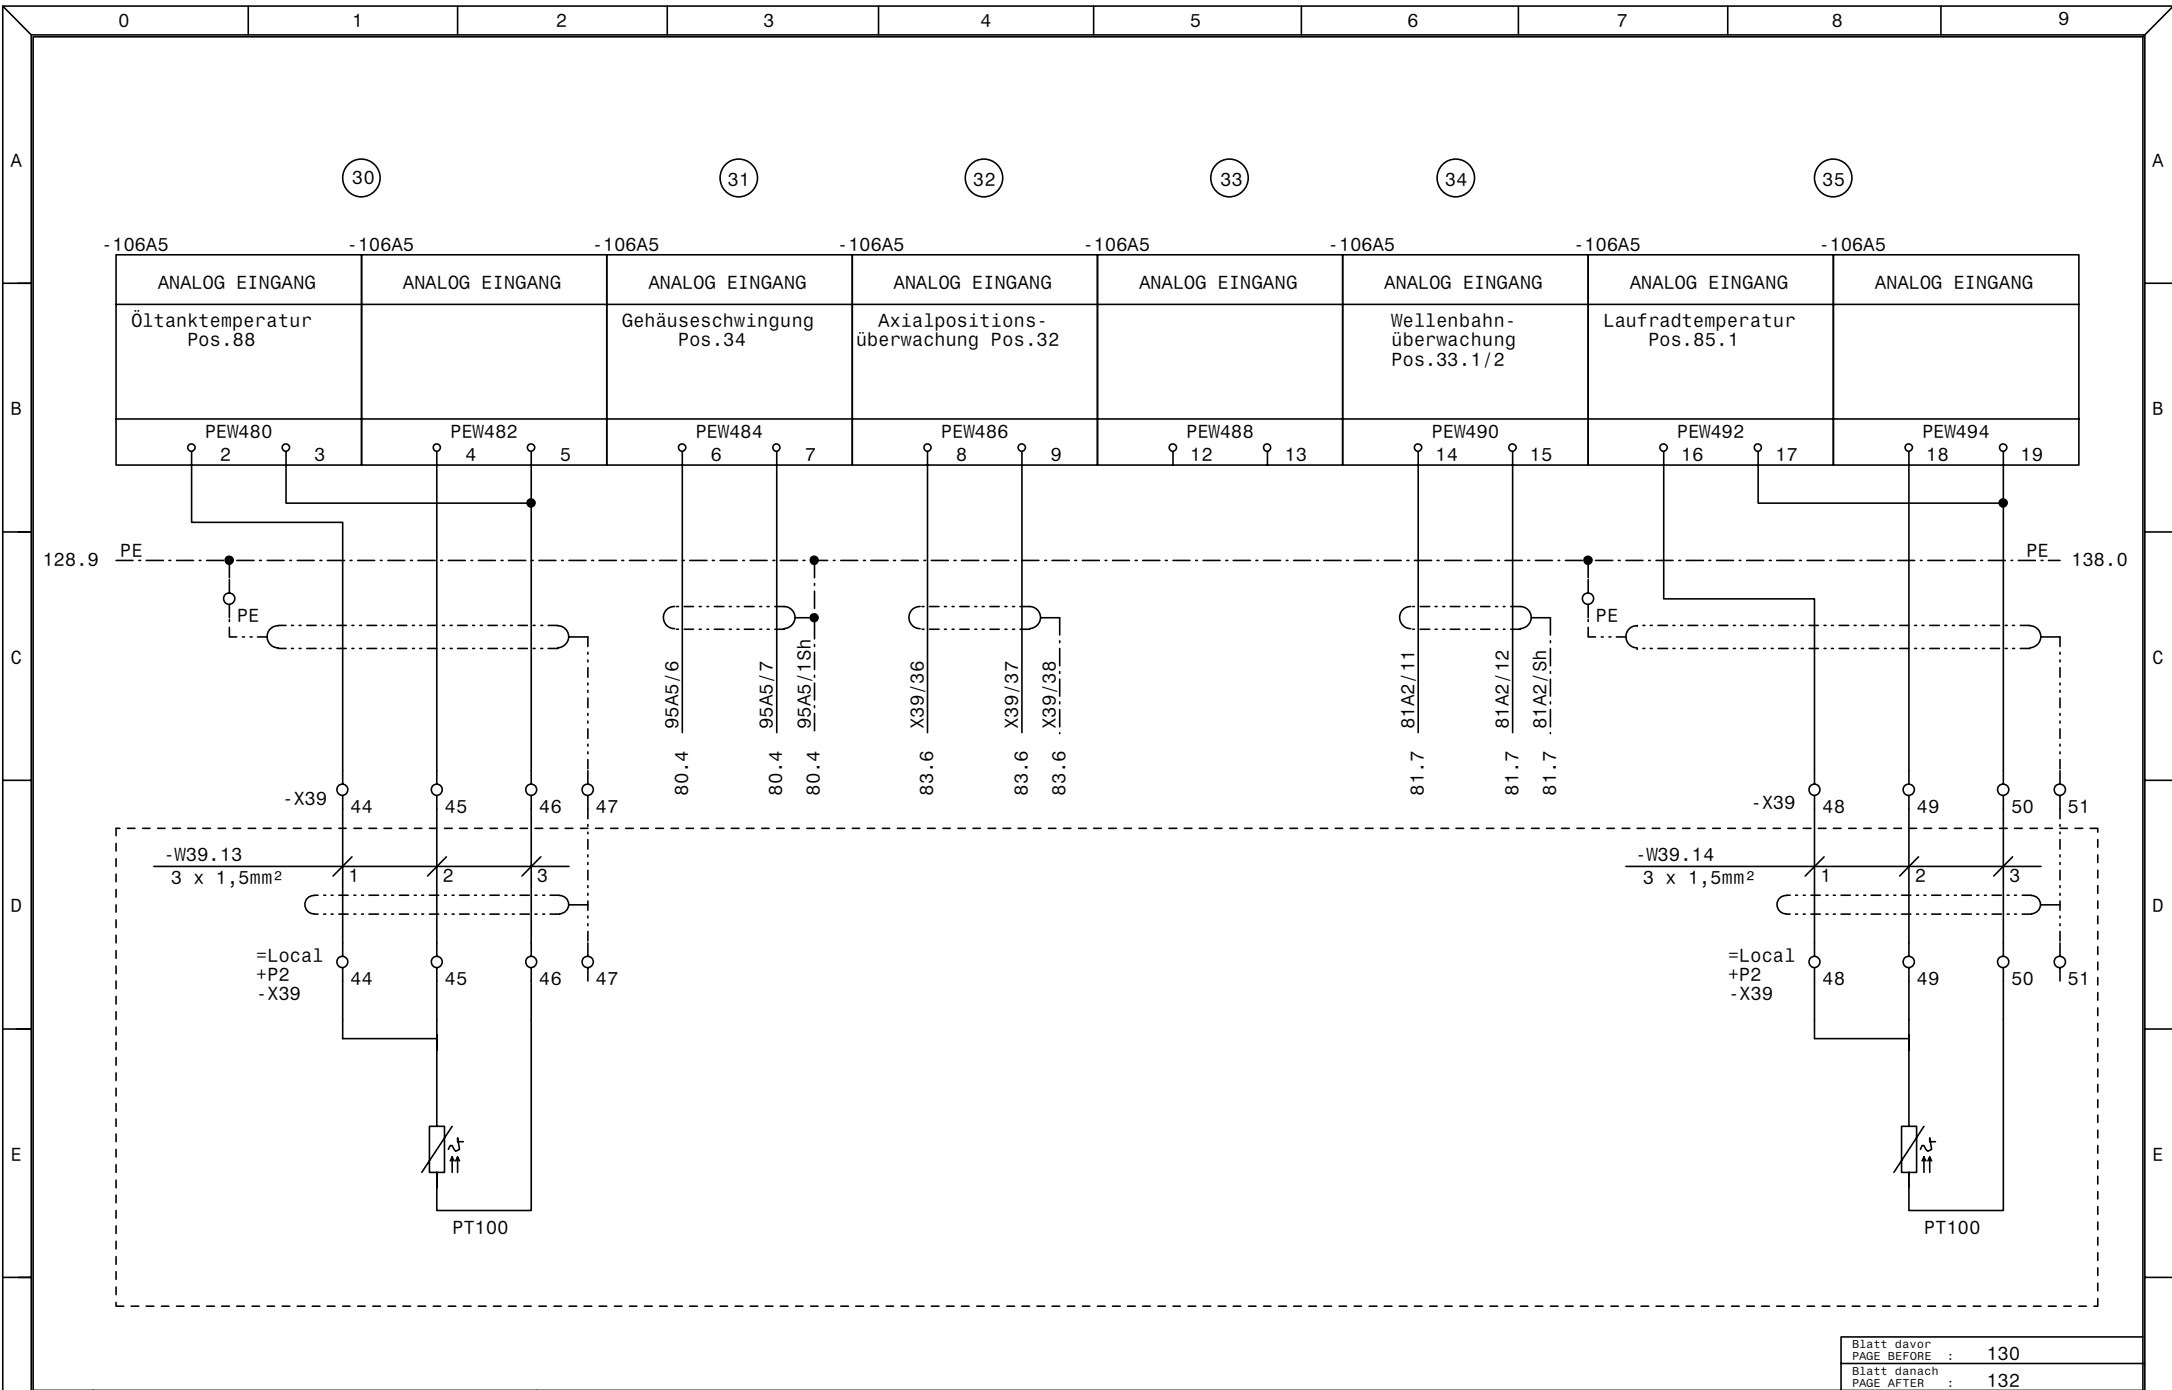 0 1 2 3 4 5 6 7 8 9
A A
30 31 32 33 34 35
-106A5 -106A5 -106A5 -106A5 -106A5 -106A5 -106A5 -106A5
ANALOG EINGANG ANALOG EINGANG ANALOG EINGANG ANALOG EINGANG ANALOG EINGANG ANALOG EINGANG ANALOG EINGANG ANALOG EINGANG
Öltanktemperatur
Pos.88
Gehäuseschwingung
Pos.34
Axialpositions-
überwachung Pos.32
Wellenbahn-
überwachung
Pos.33.1/2
Laufradtemperatur
Pos.85.1
B B
PEW480 PEW482 PEW484 PEW486 PEW488 PEW490 PEW492 PEW494
2 3 4 5 6 7 8 9 12 13 14 15 16 17 18 19
128.9 PE PE 138.0
PE PE
C C
95A5/6 95A5/7 95A5/1Sh X39/36 X39/37 X39/38 81A2/11 81A2/12 81A2/Sh
80.4 80.4 80.4 83.6 83.6 83.6 81.7 81.7 81.7
-X39 44 45 46 47 -X39 48 49 50 51
-W39.13
3 x 1,5mm²
1 2 3
-W39.14
3 x 1,5mm²
1 2 3
D D
=Local
+P2
-X39
44 45 46 47
=Local
+P2
-X39
48 49 50 51
E E
PT100 PT100
Blatt davor
PAGE BEFORE : 130
Blatt danach
PAGE AFTER : 132